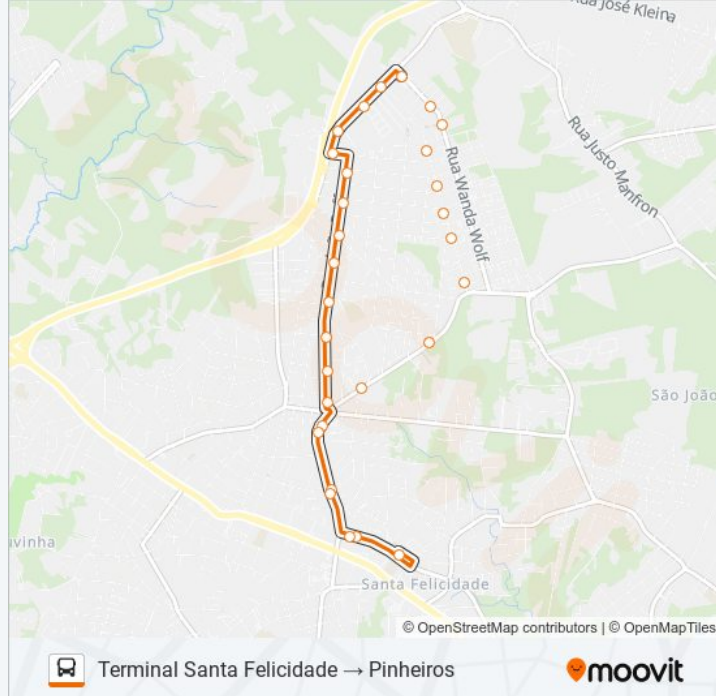 Rua José Kleina
Rua Justo Manfron
Rua Wanda Wolf
São João
uvinha
Santa Felicidade
© OpenStreetMap contributors | © OpenMapTiles
Terminal Santa Felicidade → Pinheiros
moovit